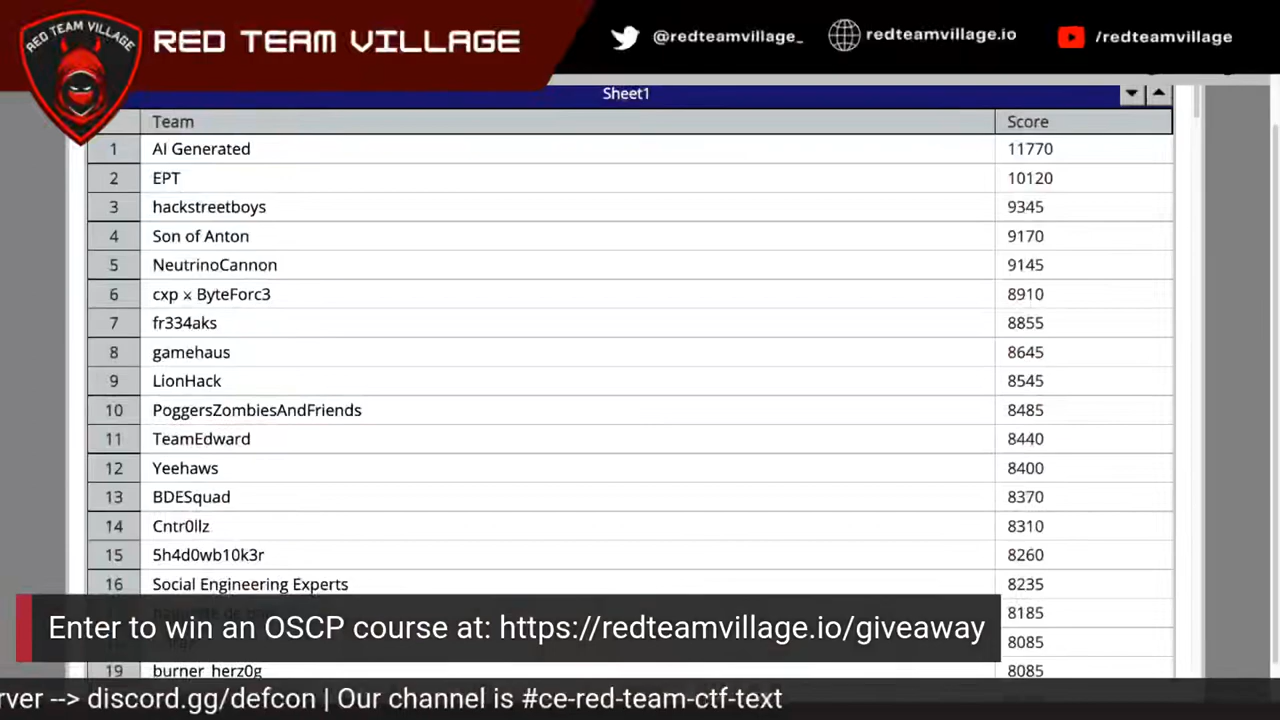 RED TEAM VILLAGE
RED TEAM VILLAGE
@redteamvillage_
redteamvillage.io
/redteamvillage
Sheet1
Team Score
1 AI Generated 11770
2 EPT 10120
3 hackstreetboys 9345
4 Son of Anton 9170
5 NeutrinoCannon 9145
6 cxp × ByteForc3 8910
7 fr334aks 8855
8 gamehaus 8645
9 LionHack 8545
10 PoggersZombiesAndFriends 8485
11 TeamEdward 8440
12 Yeehaws 8400
13 BDESquad 8370
14 Cntr0llz 8310
15 5h4d0wb10k3r 8260
16 Social Engineering Experts 8235
8185
8085
19 burner_herz0g 8085
Enter to win an OSCP course at: https://redteamvillage.io/giveaway
rver --> discord.gg/defcon | Our channel is #ce-red-team-ctf-text